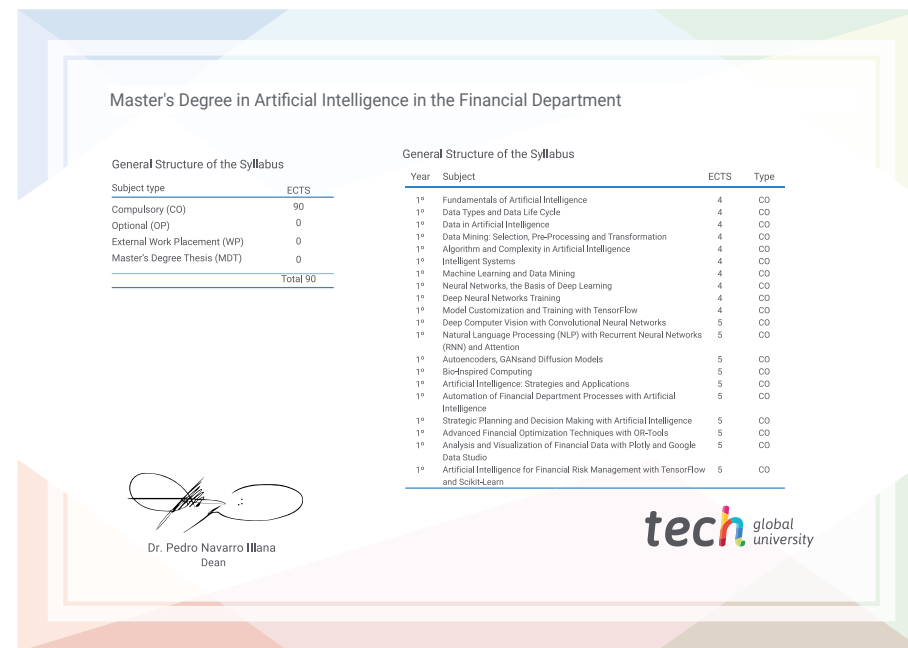 Master's Degree in Artificial Intelligence in the Financial Department
General Structure of the Syllabus
Subject type ECTS
Compulsory (CO) 90
Optional (OP) 0
External Work Placement (WP) 0
Master's Degree Thesis (MDT) 0
Total 90
General Structure of the Syllabus
Year Subject ECTS Type
1º Fundamentals of Artificial Intelligence 4 CO
1º Data Types and Data Life Cycle 4 CO
1º Data in Artificial Intelligence 4 CO
1º Data Mining: Selection, Pre-Processing and Transformation 4 CO
1º Algorithm and Complexity in Artificial Intelligence 4 CO
1º Intelligent Systems 4 CO
1º Machine Learning and Data Mining 4 CO
1º Neural Networks, the Basis of Deep Learning 4 CO
1º Deep Neural Networks Training 4 CO
1º Model Customization and Training with TensorFlow 4 CO
1º Deep Computer Vision with Convolutional Neural Networks 5 CO
1º Natural Language Processing (NLP) with Recurrent Neural Networks 5 CO
(RNN) and Attention
1º Autoencoders, GANsand Diffusion Models 5 CO
1º Bio-Inspired Computing 5 CO
1º Artificial Intelligence: Strategies and Applications 5 CO
1º Automation of Financial Department Processes with Artificial 5 CO
Intelligence
1º Strategic Planning and Decision Making with Artificial Intelligence 5 CO
1º Advanced Financial Optimization Techniques with OR-Tools 5 CO
1º Analysis and Visualization of Financial Data with Plotly and Google 5 CO
Data Studio
1º Artificial Intelligence for Financial Risk Management with TensorFlow 5 CO
and Scikit-Learn
Dr. Pedro Navarro Illana
Dean
tech global
university